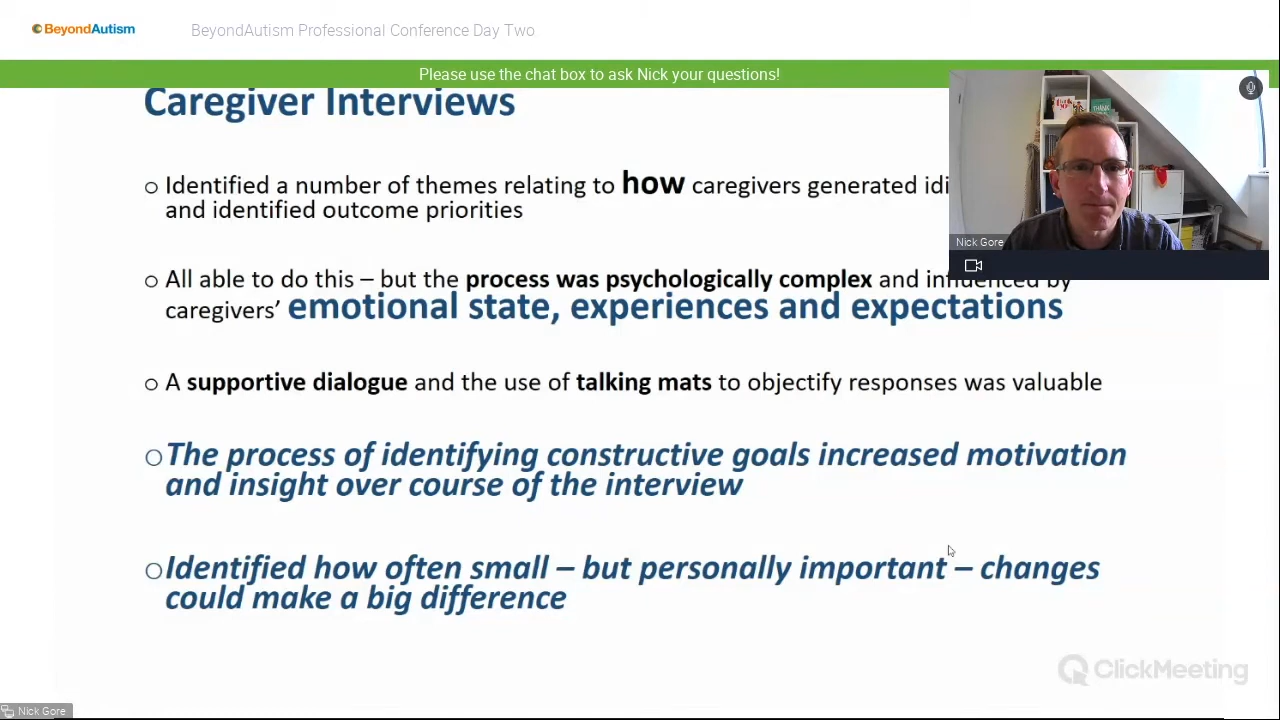 BeyondAutism
BeyondAutism Professional Conference Day Two
Please use the chat box to ask Nick your questions!
Caregiver Interviews
o Identified a number of themes relating to how caregivers generated
and identified outcome priorities
o All able to do this – but the process was psychologically complex and influenced by
caregivers’ emotional state, experiences and expectations
o A supportive dialogue and the use of talking mats to objectify responses was valuable
o The process of identifying constructive goals increased motivation
and insight over course of the interview
o Identified how often small – but personally important – changes
could make a big difference
Nick Gore
ClickMeeting
Nick Gore